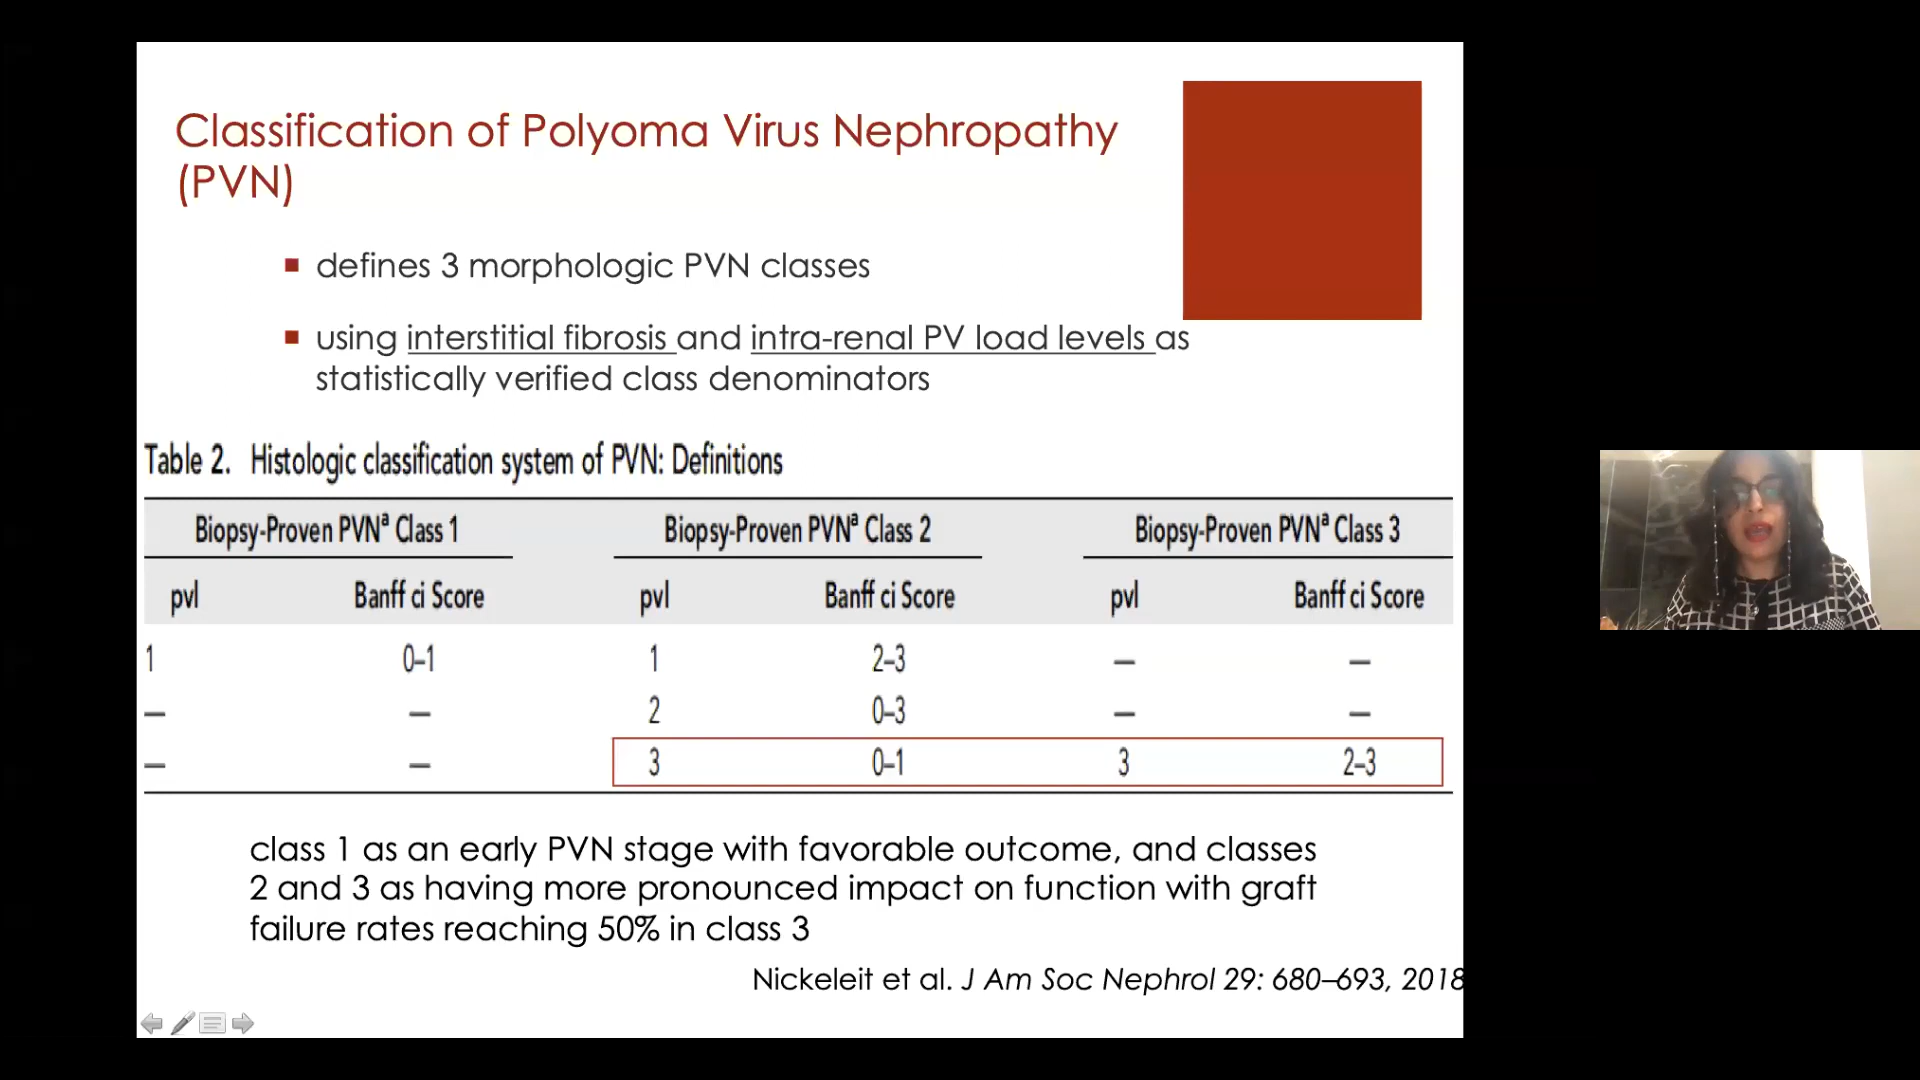 Classification of Polyoma Virus Nephropathy
(PVN)
defines 3 morphologic PVN classes
using interstitial fibrosis and intra-renal PV load levels as
statistically verified class denominators
Table 2. Histologic classification system of PVN: Definitions
Biopsy-Proven PVNª Class 1 Biopsy-Proven PVNª Class 2 Biopsy-Proven PVNª Class 3
pvl Banff ci Score pvl Banff ci Score pvl Banff ci Score
1 0–1 1 2–3 — —
— — 2 0–3 — —
— — 3 0–1 3 2–3
class 1 as an early PVN stage with favorable outcome, and classes
2 and 3 as having more pronounced impact on function with graft
failure rates reaching 50% in class 3
Nickeleit et al. J Am Soc Nephrol 29: 680–693, 2018